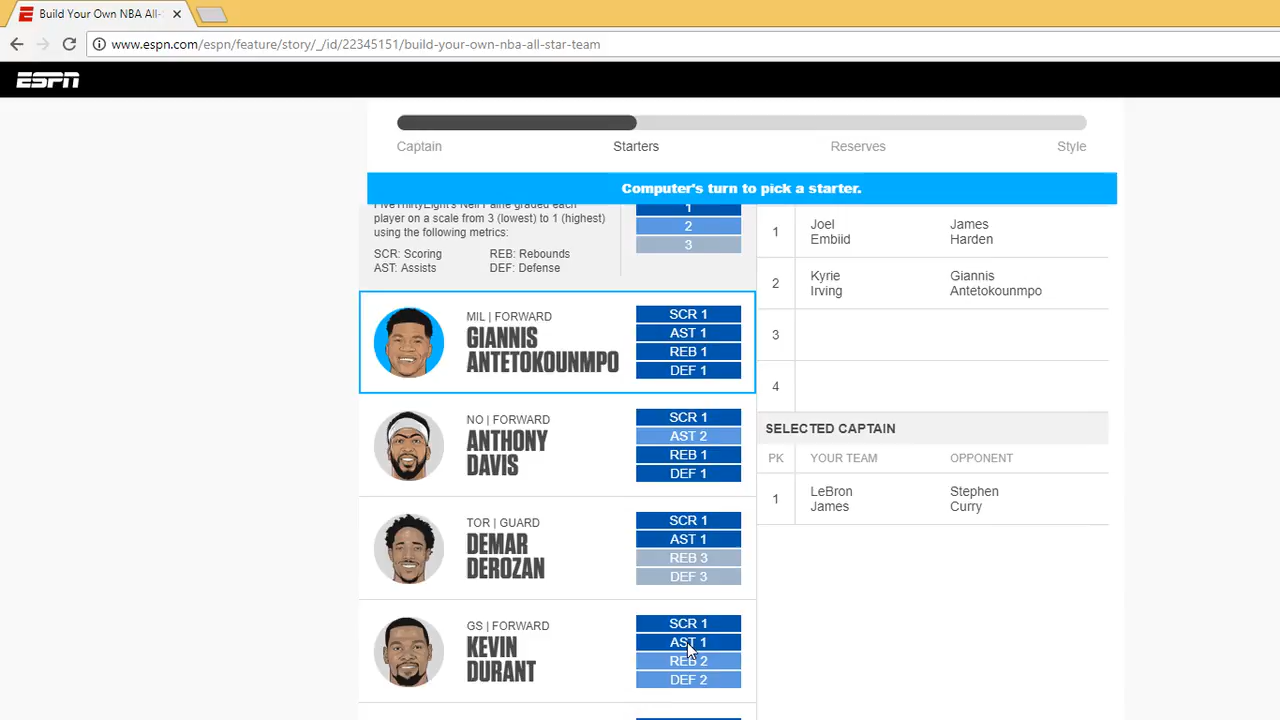 Build Your Own NBA All-
www.espn.com/espn/feature/story/_/id/22345151/build-your-own-nba-all-star-team
ESPN
Captain
Starters
Reserves
Style
Computer's turn to pick a starter.
FiveThirtyEight's Neil Paine graded each
player on a scale from 3 (lowest) to 1 (highest)
using the following metrics:
SCR: Scoring
REB: Rebounds
AST: Assists
DEF: Defense
1
2
3
MIL | FORWARD
GIANNIS
ANTETOKOUNMPO
SCR 1
AST 1
REB 1
DEF 1
NO | FORWARD
ANTHONY
DAVIS
SCR 1
AST 2
REB 1
DEF 1
TOR | GUARD
DEMAR
DEROZAN
SCR 1
AST 1
REB 3
DEF 3
GS | FORWARD
KEVIN
DURANT
SCR 1
AST 1
REB 2
DEF 2
1
Joel
Embiid
James
Harden
2
Kyrie
Irving
Giannis
Antetokounmpo
3
4
SELECTED CAPTAIN
PK
YOUR TEAM
OPPONENT
1
LeBron
James
Stephen
Curry